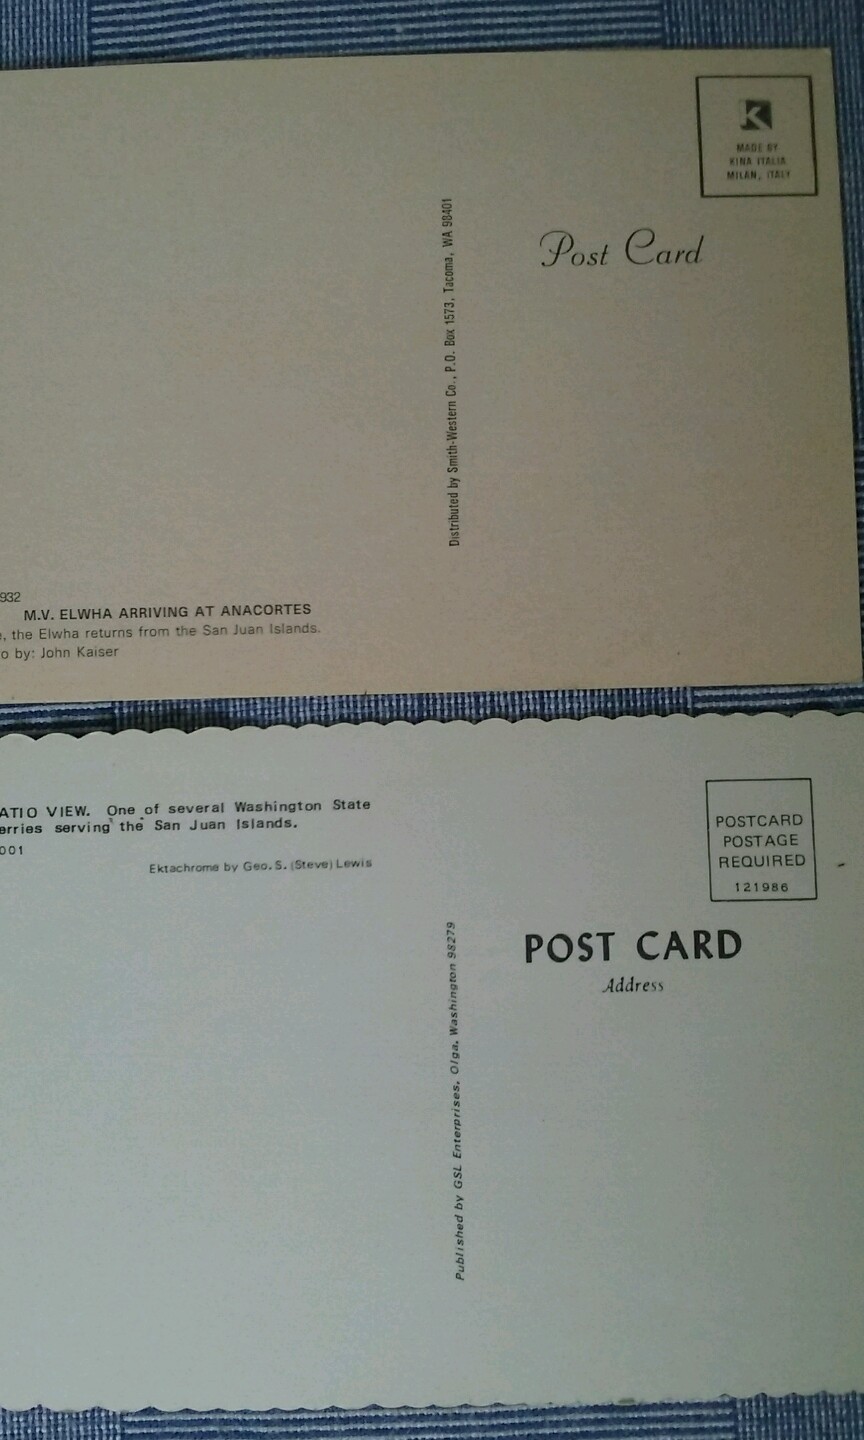 K
MADE BY
KINA ITALIA
MILAN, ITALY
Post Card
Distributed by Smith-Western Co., P.O. Box 1573, Tacoma, WA 98401
932
M.V. ELWHA ARRIVING AT ANACORTES
, the Elwha returns from the San Juan Islands.
o by: John Kaiser
ATIO VIEW. One of several Washington State
erries serving the San Juan Islands.
001
Ektachrome by Geo. S. (Steve) Lewis
POSTCARD
POSTAGE
REQUIRED
121986
POST CARD
Address
Published by GSL Enterprises, Olga, Washington 98279